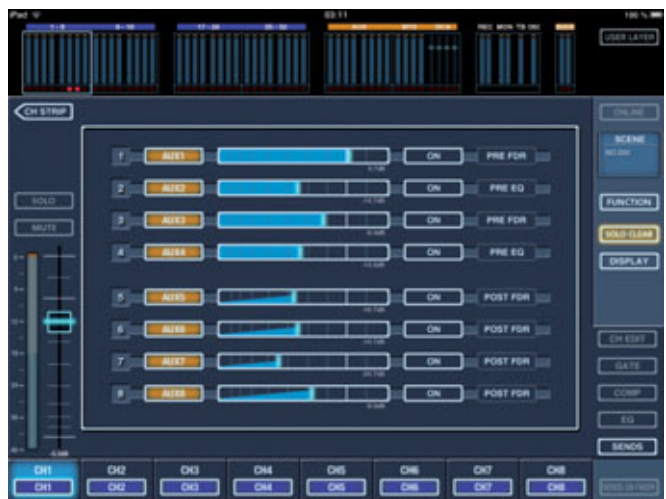 iPad 03:11 100 %
1-8 9-16 17-24 25-32 AUX MTX DCA REC MON TB OSC MAIN
USER LAYER
CH STRIP
ONLINE
SCENE
FUNCTION
SOLO CLEAR
DISPLAY
SOLO
MUTE
1 AUX1 ON PRE FDR
2 AUX2 ON PRE EQ
3 AUX3 ON PRE FDR
4 AUX4 ON PRE EQ
5 AUX5 ON POST FDR
6 AUX6 ON POST FDR
7 AUX7 ON POST FDR
8 AUX8 ON POST FDR
CH EDIT
GATE
COMP
EQ
SENDS
CH1 CH2 CH3 CH4 CH5 CH6 CH7 CH8
CH1 CH2 CH3 CH4 CH5 CH6 CH7 CH8
SENDS ON FADER